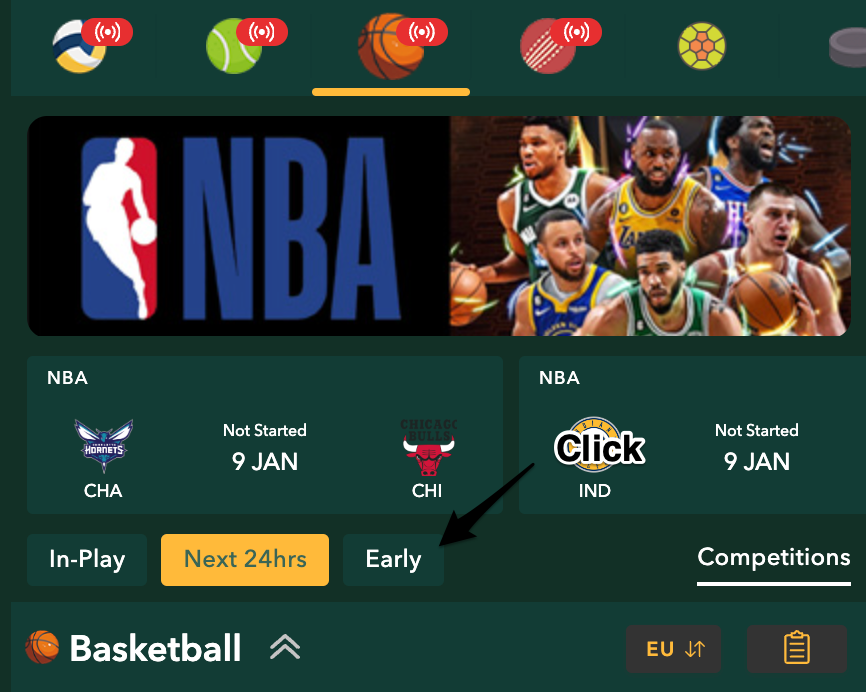 NBA
NBA
NBA
Not Started
9 JAN
HORNETS
CHICAGO
BULLS
CHA
CHI
Click
Not Started
9 JAN
IND
In-Play
Next 24hrs
Early
Competitions
Basketball
EU